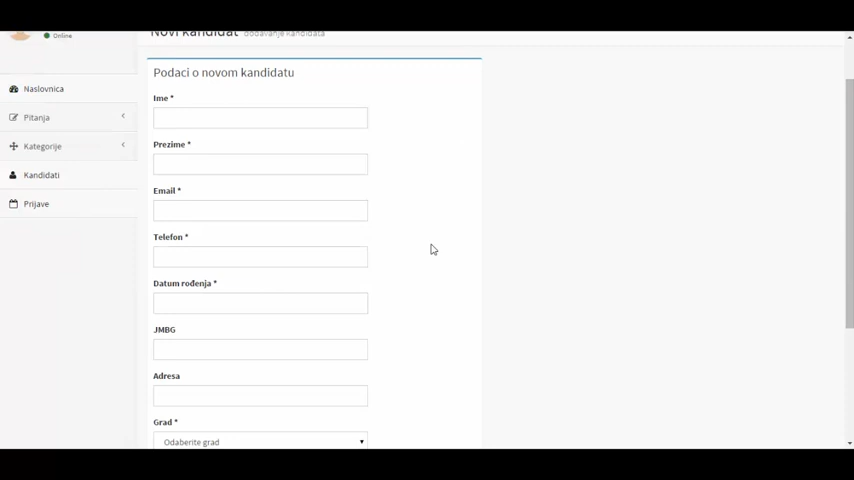 Online
Novi kandidat dodavanje kandidata
Naslovnica
Pitanja
Kategorije
Kandidati
Prijave
Podaci o novom kandidatu
Ime *
Prezime *
Email *
Telefon *
Datum rođenja *
JMBG
Adresa
Grad *
Odaberite grad